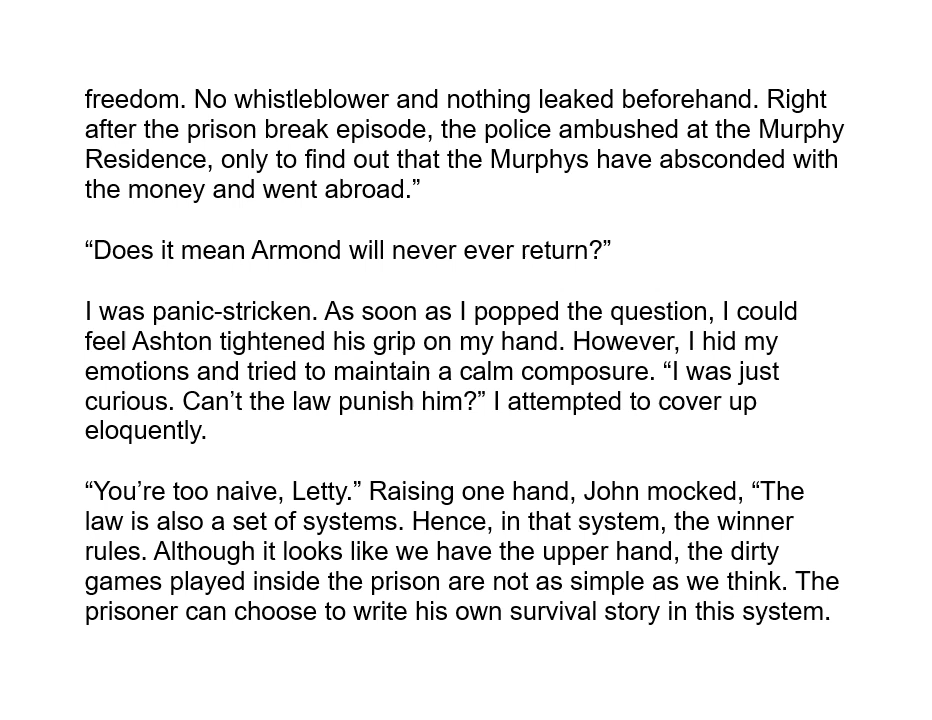 freedom. No whistleblower and nothing leaked beforehand. Right
after the prison break episode, the police ambushed at the Murphy
Residence, only to find out that the Murphys have absconded with
the money and went abroad.”
“Does it mean Armond will never ever return?”
I was panic-stricken. As soon as I popped the question, I could
feel Ashton tightened his grip on my hand. However, I hid my
emotions and tried to maintain a calm composure. “I was just
curious. Can’t the law punish him?” I attempted to cover up
eloquently.
“You’re too naive, Letty.” Raising one hand, John mocked, “The
law is also a set of systems. Hence, in that system, the winner
rules. Although it looks like we have the upper hand, the dirty
games played inside the prison are not as simple as we think. The
prisoner can choose to write his own survival story in this system.